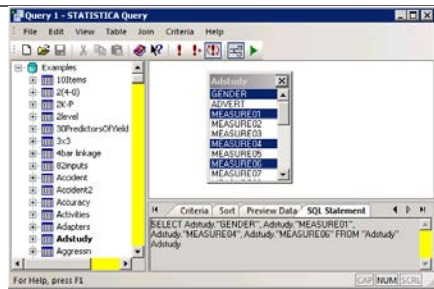 Query 1 - STATISTICA Query
File Edit View Table Join Criteria Help
Examples
10Items
2(4-0)
2K-P
2level
30PredictorsOfYield
3x3
4bar linkage
82inputs
Accident
Accident2
Accuracy
Activities
Adapters
Adstudy
Aggressn
Adstudy
GENDER
ADVERT
MEASURE01
MEASURE02
MEASURE03
MEASURE04
MEASURE05
MEASURE06
MEASURE07
Criteria Sort Preview Data SQL Statement
SELECT Adstudy."GENDER", Adstudy."MEASURE01",
Adstudy."MEASURE04", Adstudy."MEASURE06" FROM "Adstudy"
Adstudy
For Help, press F1
CAP NUM SCRL